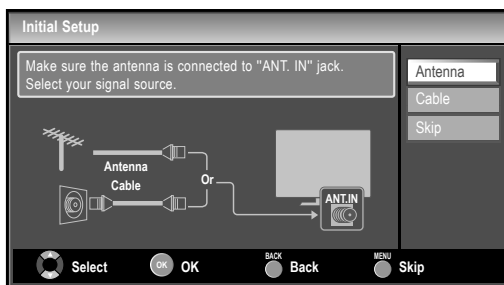 Initial Setup
Make sure the antenna is connected to "ANT. IN" jack.
Select your signal source.
Antenna
Cable
Skip
Antenna
Cable
Or
ANT.IN
Select
OK
OK
BACK
Back
MENU
Skip